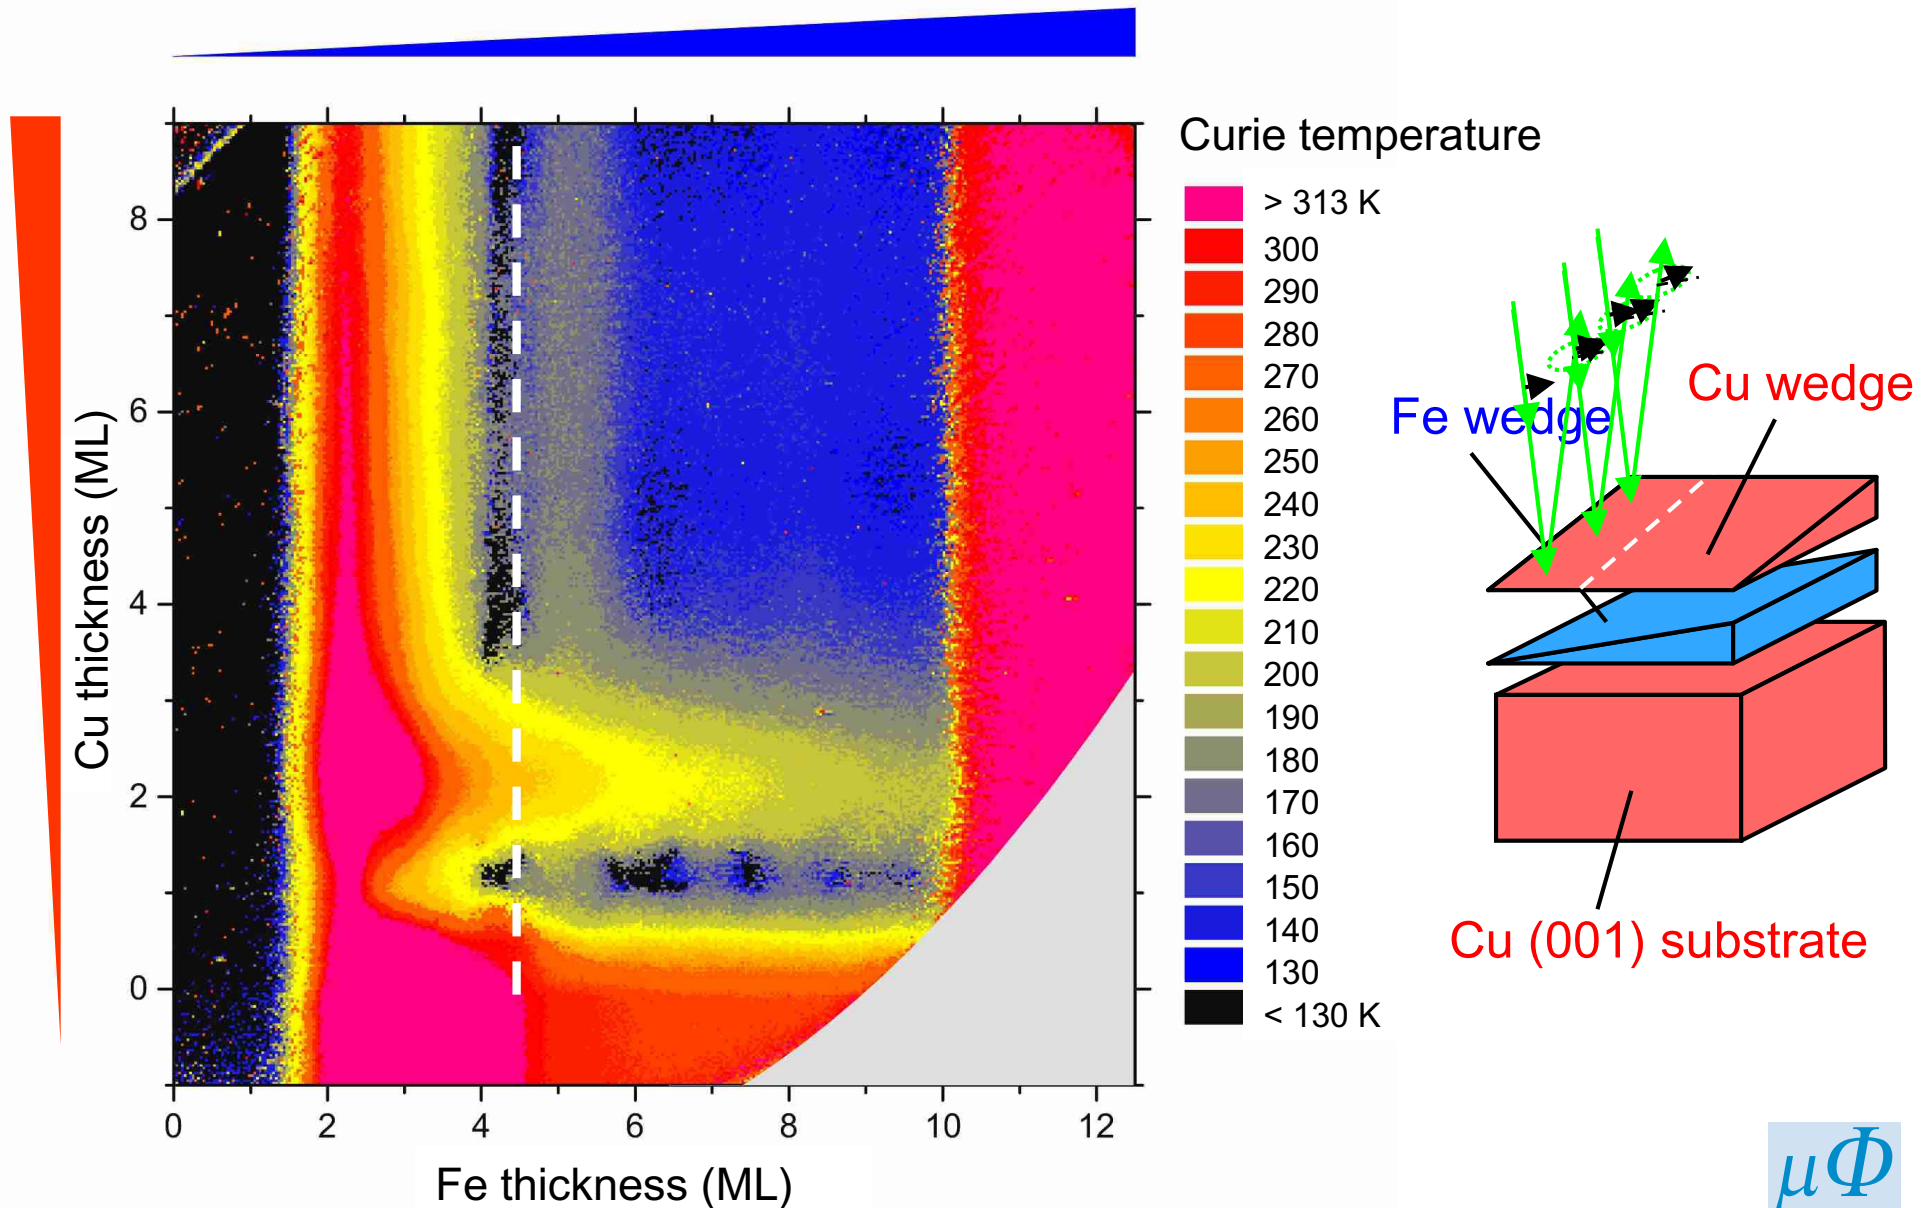 Curie temperature
> 313 K
300
290
280
270
260
250
240
230
220
210
200
190
180
170
160
150
140
130
< 130 K
Cu thickness (ML)
8
6
4
2
0
0 2 4 6 8 10 12
Fe thickness (ML)
Cu wedge
Fe wedge
Cu (001) substrate
μΦ